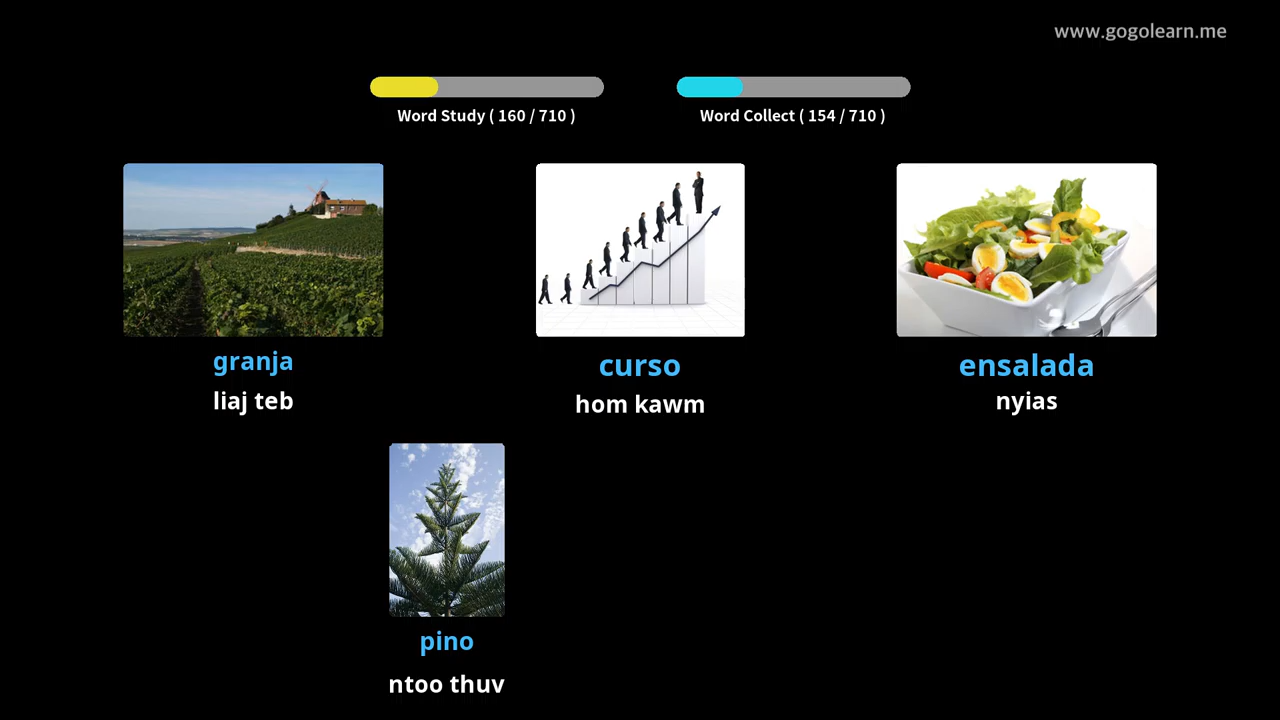 www.gogolearn.me
Word Study ( 160 / 710 )
Word Collect ( 154 / 710 )
granja
liaj teb
curso
hom kawm
ensalada
nyias
pino
ntoo thuv